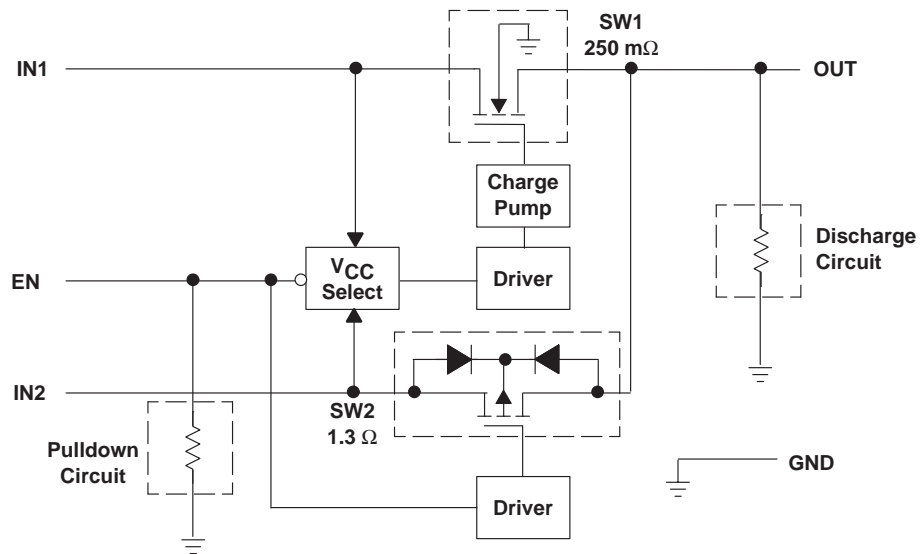 SW1
250 mΩ
IN1
OUT
Charge
Pump
Discharge
Circuit
EN
VCC
Select
Driver
IN2
SW2
1.3 Ω
Pulldown
Circuit
GND
Driver